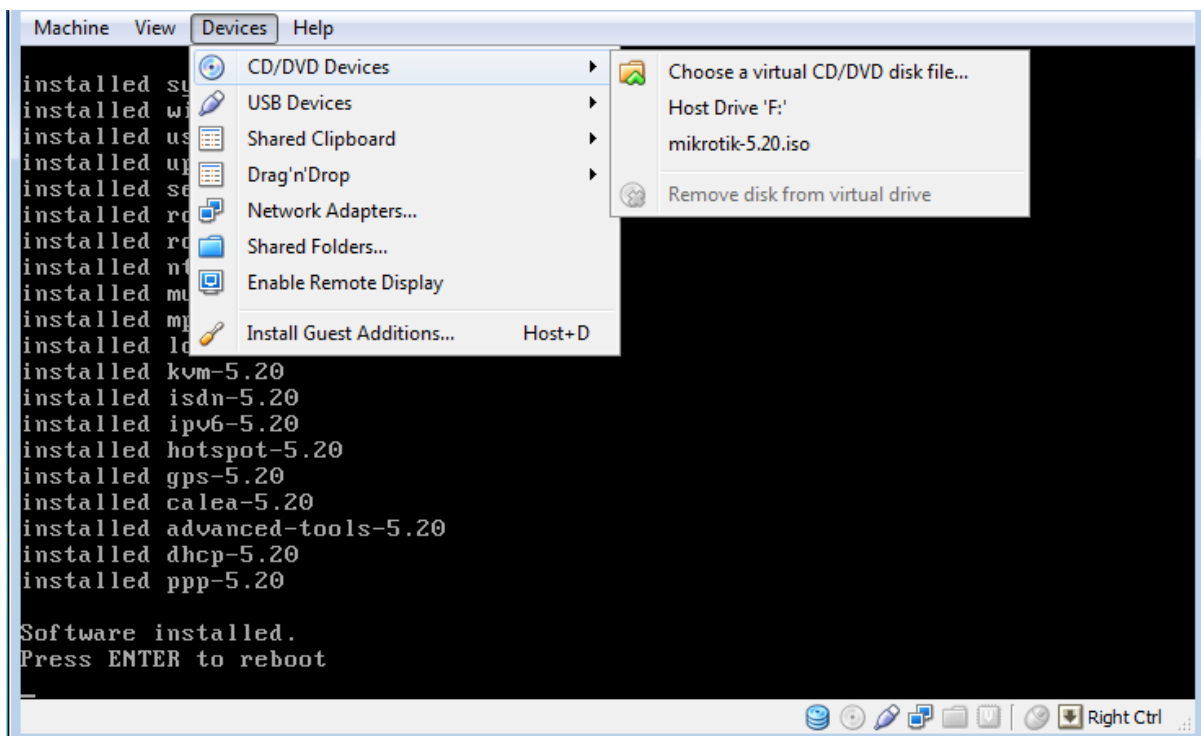 Machine View Devices Help
CD/DVD Devices
USB Devices
Shared Clipboard
Drag'n'Drop
Network Adapters...
Shared Folders...
Enable Remote Display
Install Guest Additions... Host+D
Choose a virtual CD/DVD disk file...
Host Drive 'F:'
mikrotik-5.20.iso
Remove disk from virtual drive
installed
installed
installed
installed
installed
installed
installed
installed
installed
installed
installed
installed kvm-5.20
installed isdn-5.20
installed ipv6-5.20
installed hotspot-5.20
installed gps-5.20
installed calea-5.20
installed advanced-tools-5.20
installed dhcp-5.20
installed ppp-5.20
Software installed.
Press ENTER to reboot
Right Ctrl